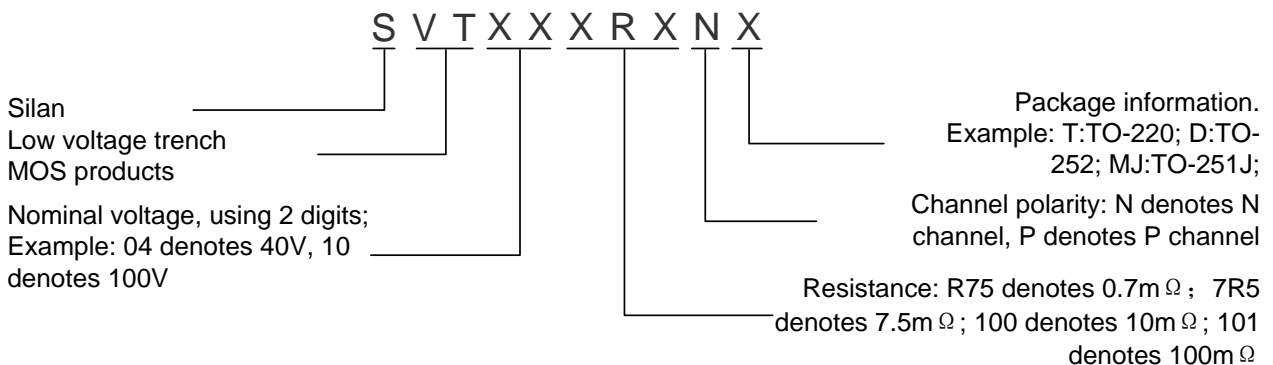 S V T X X X R X N X
Silan
Low voltage trench
MOS products
Nominal voltage, using 2 digits;
Example: 04 denotes 40V, 10
denotes 100V
Package information.
Example: T:TO-220; D:TO-
252; MJ:TO-251J;
Channel polarity: N denotes N
channel, P denotes P channel
Resistance: R75 denotes 0.7mΩ； 7R5
denotes 7.5mΩ; 100 denotes 10mΩ; 101
denotes 100mΩ